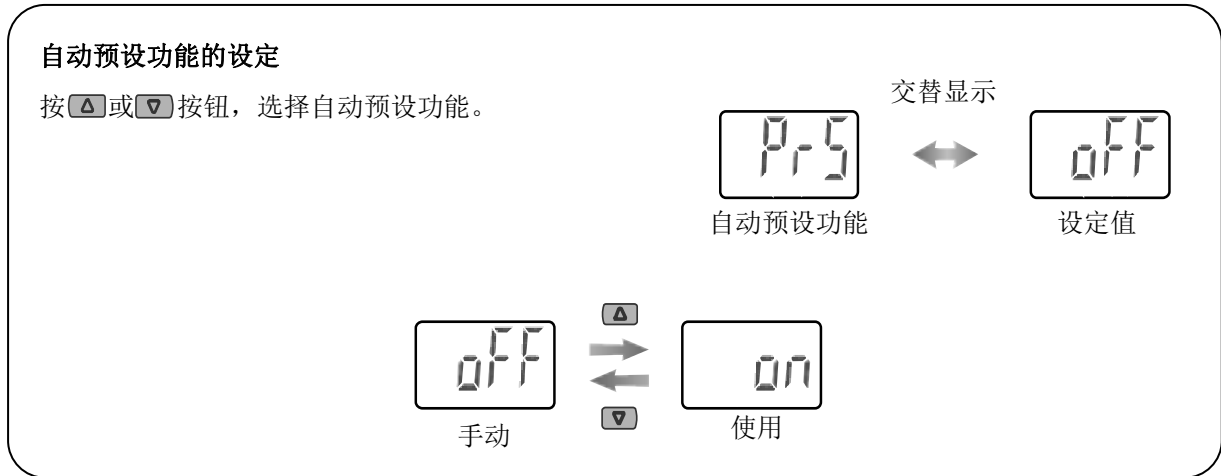 自动预设功能的设定
按△或▽按钮，选择自动预设功能。
交替显示
PrS
oFF
自动预设功能
设定值
△
oFF
on
▽
手动
使用